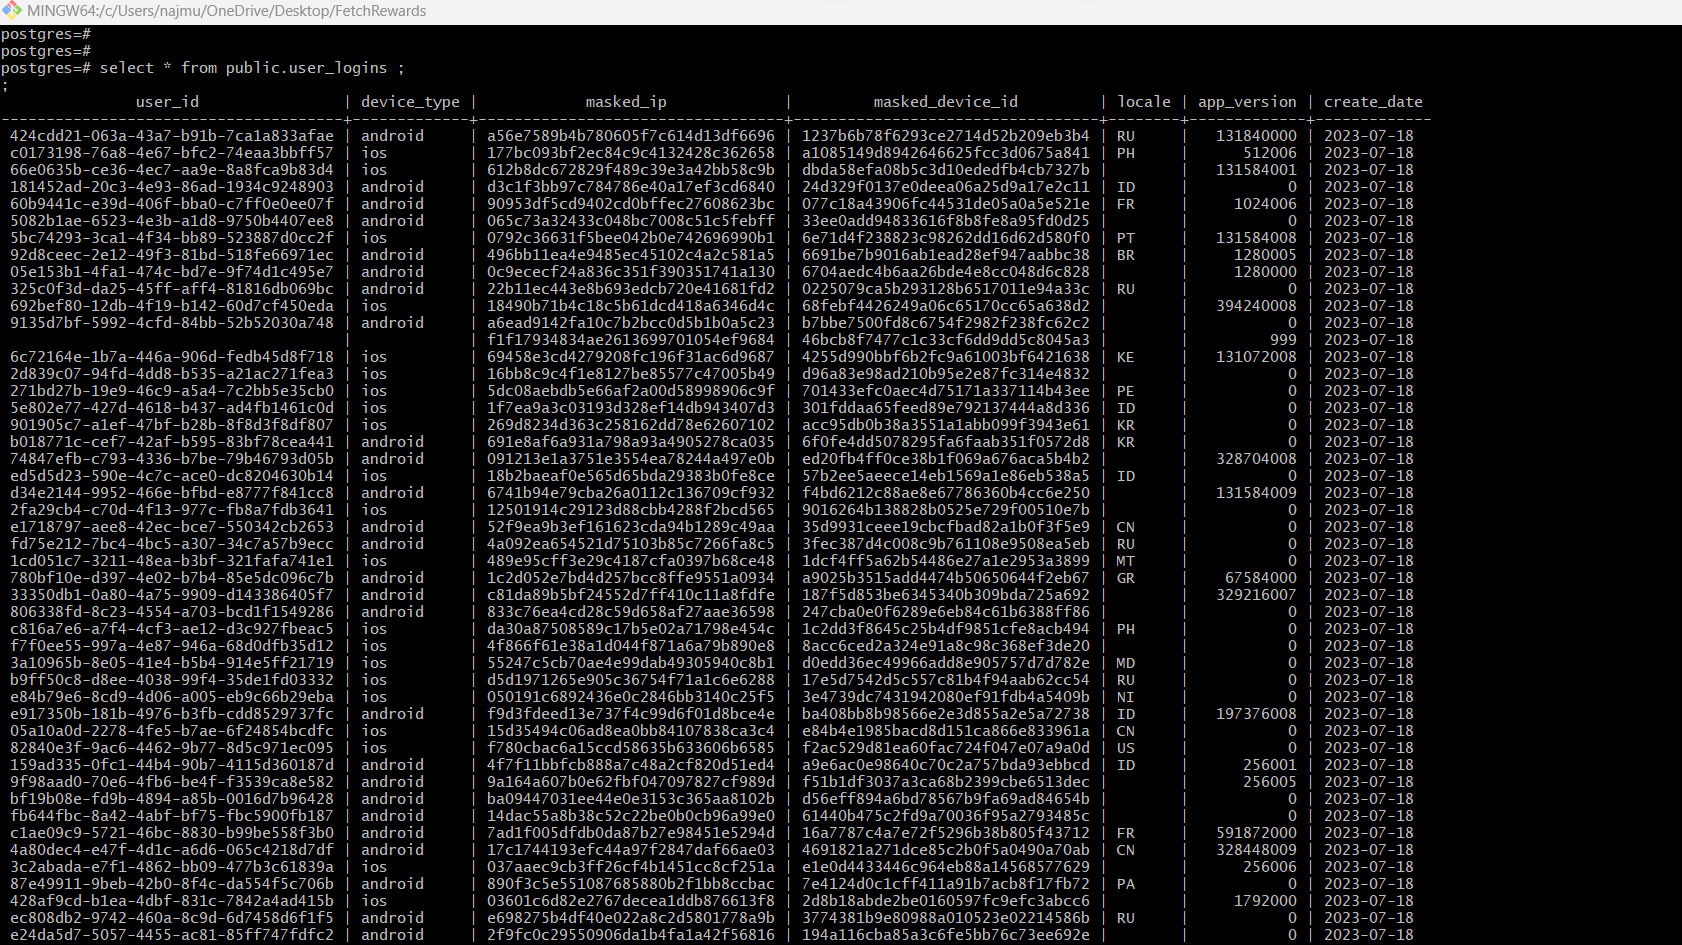 MINGW64:/c/Users/najmu/OneDrive/Desktop/FetchRewards
postgres=#
postgres=#
postgres=# select * from public.user_logins ;
;
user_id | device_type | masked_ip | masked_device_id | locale | app_version | create_date
--------------------------------------+-------------+----------------------------------+----------------------------------+--------+-------------+-------------
424cdd21-063a-43a7-b91b-7ca1a833afae | android | a56e7589b4b780605f7c614d13df6696 | 1237b6b78f6293ce2714d52b209eb3b4 | RU | 131840000 | 2023-07-18
c0173198-76a8-4e67-bfc2-74eaa3bbff57 | ios | 177bc093bf2ec84c9c4132428c362658 | a1085149d8942646625fcc3d0675a841 | PH | 512006 | 2023-07-18
66e0635b-ce36-4ec7-aa9e-8a8fca9b83d4 | ios | 612b8dc672829f489c39e3a42bb58c9b | dbda58efa08b5c3d10ededfb4cb7327b | | 131584001 | 2023-07-18
181452ad-20c3-4e93-86ad-1934c9248903 | android | d3c1f3bb97c784786e40a17ef3cd6840 | 24d329f0137e0deea06a25d9a17e2c11 | ID | 0 | 2023-07-18
60b9441c-e39d-406f-bba0-c7ff0e0ee07f | android | 90953df5cd9402cd0bffec27608623bc | 077c18a43906fc44531de05a0a5e521e | FR | 1024006 | 2023-07-18
5082b1ae-6523-4e3b-a1d8-9750b4407ee8 | android | 065c73a32433c048bc7008c51c5febff | 33ee0add94833616f8b8fe8a95fd0d25 | | 0 | 2023-07-18
5bc74293-3ca1-4f34-bb89-523887d0cc2f | ios | 0792c36631f5bee042b0e742696990b1 | 6e71d4f238823c98262dd16d62d580f0 | PT | 131584008 | 2023-07-18
92d8ceec-2e12-49f3-81bd-518fe66971ec | android | 496bb11ea4e9485ec45102c4a2c581a5 | 6691be7b9016ab1ead28ef947aabbc38 | BR | 1280005 | 2023-07-18
05e153b1-4fa1-474c-bd7e-9f74d1c495e7 | android | 0c9ececf24a836c351f390351741a130 | 6704aedc4b6aa26bde4e8cc048d6c828 | | 1280000 | 2023-07-18
325c0f3d-da25-45ff-aff4-81816db069bc | android | 22b11ec443e8b693edcb720e41681fd2 | 0225079ca5b293128b6517011e94a33c | RU | 0 | 2023-07-18
692bef80-12db-4f19-b142-60d7cf450eda | ios | 18490b71b4c18c5b61dcd418a6346d4c | 68febf4426249a06c65170cc65a638d2 | | 394240008 | 2023-07-18
9135d7bf-5992-4cfd-84bb-52b52030a748 | android | a6ead9142fa10c7b2bcc0d5b1b0a5c23 | b7bbe7500fd8c6754f2982f238fc62c2 | | 0 | 2023-07-18
| | f1f17934834ae2613699701054ef9684 | 46bcb8f7477c1c33cf6dd9dd5c8045a3 | | 999 | 2023-07-18
6c72164e-1b7a-446a-906d-fedb45d8f718 | ios | 69458e3cd4279208fc196f31ac6d9687 | 4255d990bbf6b2fc9a61003bf6421638 | KE | 131072008 | 2023-07-18
2d839c07-94fd-4dd8-b535-a21ac271fea3 | ios | 16bb8c9c4f1e8127be85577c47005b49 | d96a83e98ad210b95e2e87fc314e4832 | | 0 | 2023-07-18
271bd27b-19e9-46c9-a5a4-7c2bb5e35cb0 | ios | 5dc08aebdb5e66af2a00d58998906c9f | 701433efc0aec4d75171a337114b43ee | PE | 0 | 2023-07-18
5e802e77-427d-4618-b437-ad4fb1461c0d | ios | 1f7ea9a3c03193d328ef14db943407d3 | 301fddaa65feed89e792137444a8d336 | ID | 0 | 2023-07-18
901905c7-a1ef-47bf-b28b-8f8d3f8df807 | ios | 269d8234d363c258162dd78e62607102 | acc95db0b38a3551a1abb099f3943e61 | KR | 0 | 2023-07-18
b018771c-cef7-42af-b595-83bf78cea441 | android | 691e8af6a931a798a93a4905278ca035 | 6f0fe4dd5078295fa6faab351f0572d8 | KR | 0 | 2023-07-18
74847efb-c793-4336-b7be-79b46793d05b | android | 091213e1a3751e3554ea78244a497e0b | ed20fb4ff0ce38b1f069a676aca5b4b2 | | 328704008 | 2023-07-18
ed5d5d23-590e-4c7c-ace0-dc8204630b14 | ios | 18b2baeaf0e565d65bda29383b0fe8ce | 57b2ee5aeece14eb1569a1e86eb538a5 | ID | 0 | 2023-07-18
d34e2144-9952-466e-bfbd-e8777f841cc8 | android | 6741b94e79cba26a0112c136709cf932 | f4bd6212c88ae8e67786360b4cc6e250 | | 131584009 | 2023-07-18
2fa29cb4-c70d-4f13-977c-fb8a7fdb3641 | ios | 12501914c29123d88cbb4288f2bcd565 | 9016264b138828b0525e729f00510e7b | | 0 | 2023-07-18
e1718797-aee8-42ec-bce7-550342cb2653 | android | 52f9ea9b3ef161623cda94b1289c49aa | 35d9931ceee19cbcfbad82a1b0f3f5e9 | CN | 0 | 2023-07-18
fd75e212-7bc4-4bc5-a307-34c7a57b9ecc | android | 4a092ea654521d75103b85c7266fa8c5 | 3fec387d4c008c9b761108e9508ea5eb | RU | 0 | 2023-07-18
1cd051c7-3211-48ea-b3bf-321fafa741e1 | ios | 489e95cff3e29c4187cfa0397b68ce48 | 1dcf4ff5a62b54486e27a1e2953a3899 | MT | 0 | 2023-07-18
780bf10e-d397-4e02-b7b4-85e5dc096c7b | android | 1c2d052e7bd4d257bcc8ffe9551a0934 | a9025b3515add4474b50650644f2eb67 | GR | 67584000 | 2023-07-18
33350db1-0a80-4a75-9909-d143386405f7 | android | c81da89b5bf24552d7ff410c11a8fdfe | 187f5d853be6345340b309bda725a692 | | 329216007 | 2023-07-18
806338fd-8c23-4554-a703-bcd1f1549286 | android | 833c76ea4cd28c59d658af27aae36598 | 247cba0e0f6289e6eb84c61b6388ff86 | | 0 | 2023-07-18
c816a7e6-a7f4-4cf3-ae12-d3c927fbeac5 | ios | da30a87508589c17b5e02a71798e454c | 1c2dd3f8645c25b4df9851cfe8acb494 | PH | 0 | 2023-07-18
f7f0ee55-997a-4e87-946a-68d0dfb35d12 | ios | 4f866f61e38a1d044f871a6a79b890e8 | 8acc6ced2a324e91a8c98c368ef3de20 | | 0 | 2023-07-18
3a10965b-8e05-41e4-b5b4-914e5ff21719 | ios | 55247c5cb70ae4e99dab49305940c8b1 | d0edd36ec49966add8e905757d7d782e | MD | 0 | 2023-07-18
b9ff50c8-d8ee-4038-99f4-35de1fd03332 | ios | d5d1971265e905c36754f71a1c6e6288 | 17e5d7542d5c557c81b4f94aab62cc54 | RU | 0 | 2023-07-18
e84b79e6-8cd9-4d06-a005-eb9c66b29eba | ios | 050191c6892436e0c2846bb3140c25f5 | 3e4739dc7431942080ef91fdb4a5409b | NI | 0 | 2023-07-18
e917350b-181b-4976-b3fb-cdd8529737fc | android | f9d3fdeed13e737f4c99d6f01d8bce4e | ba408bb8b98566e2e3d855a2e5a72738 | ID | 197376008 | 2023-07-18
05a10a0d-2278-4fe5-b7ae-6f24854bcdfc | ios | 15d35494c06ad8ea0bb84107838ca3c4 | e84b4e1985bacd8d151ca866e833961a | CN | 0 | 2023-07-18
82840e3f-9ac6-4462-9b77-8d5c971ec095 | ios | f780cbac6a15ccd58635b633606b6585 | f2ac529d81ea60fac724f047e07a9a0d | US | 0 | 2023-07-18
159ad335-0fc1-44b4-90b7-4115d360187d | android | 4f7f11bbfcb888a7c48a2cf820d51ed4 | a9e6ac0e98640c70c2a757bda93ebbcd | ID | 256001 | 2023-07-18
9f98aad0-70e6-4fb6-be4f-f3539ca8e582 | android | 9a164a607b0e62fbf047097827cf989d | f51b1df3037a3ca68b2399cbe6513dec | | 256005 | 2023-07-18
bf19b08e-fd9b-4894-a85b-0016d7b96428 | android | ba09447031ee44e0e3153c365aa8102b | d56eff894a6bd78567b9fa69ad84654b | | 0 | 2023-07-18
fb644fbc-8a42-4abf-bf75-fbc5900fb187 | android | 14dac55a8b38c52c22be0b0cb96a99e0 | 61440b475c2fd9a70036f95a2793485c | | 0 | 2023-07-18
c1ae09c9-5721-46bc-8830-b99be558f3b0 | android | 7ad1f005dfdb0da87b27e98451e5294d | 16a7787c4a7e72f5296b38b805f43712 | FR | 591872000 | 2023-07-18
4a80dec4-e47f-4d1c-a6d6-065c4218d7df | android | 17c1744193efc44a97f2847daf66ae03 | 4691821a271dce85c2b0f5a0490a70ab | CN | 328448009 | 2023-07-18
3c2abada-e7f1-4862-bb09-477b3c61839a | ios | 037aaec9cb3ff26cf4b1451cc8cf251a | e1e0d4433446c964eb88a14568577629 | | 256006 | 2023-07-18
87e49911-9beb-42b0-8f4c-da554f5c706b | android | 890f3c5e551087685880b2f1bb8ccbac | 7e4124d0c1cff411a91b7acb8f17fb72 | PA | 0 | 2023-07-18
428af9cd-b1ea-4dbf-831c-7842a4ad415b | ios | 03601c6d82e2767decea1ddb876613f8 | 2d8b18abde2be0160597fc9efc3abcc6 | | 1792000 | 2023-07-18
ec808db2-9742-460a-8c9d-6d7458d6f1f5 | android | e698275b4df40e022a8c2d5801778a9b | 3774381b9e80988a010523e02214586b | RU | 0 | 2023-07-18
e24da5d7-5057-4455-ac81-85ff747fdfc2 | android | 2f9fc0c29550906da1b4fa1a42f56816 | 194a116cba85a3c6fe5bb76c73ee692e | | 0 | 2023-07-18